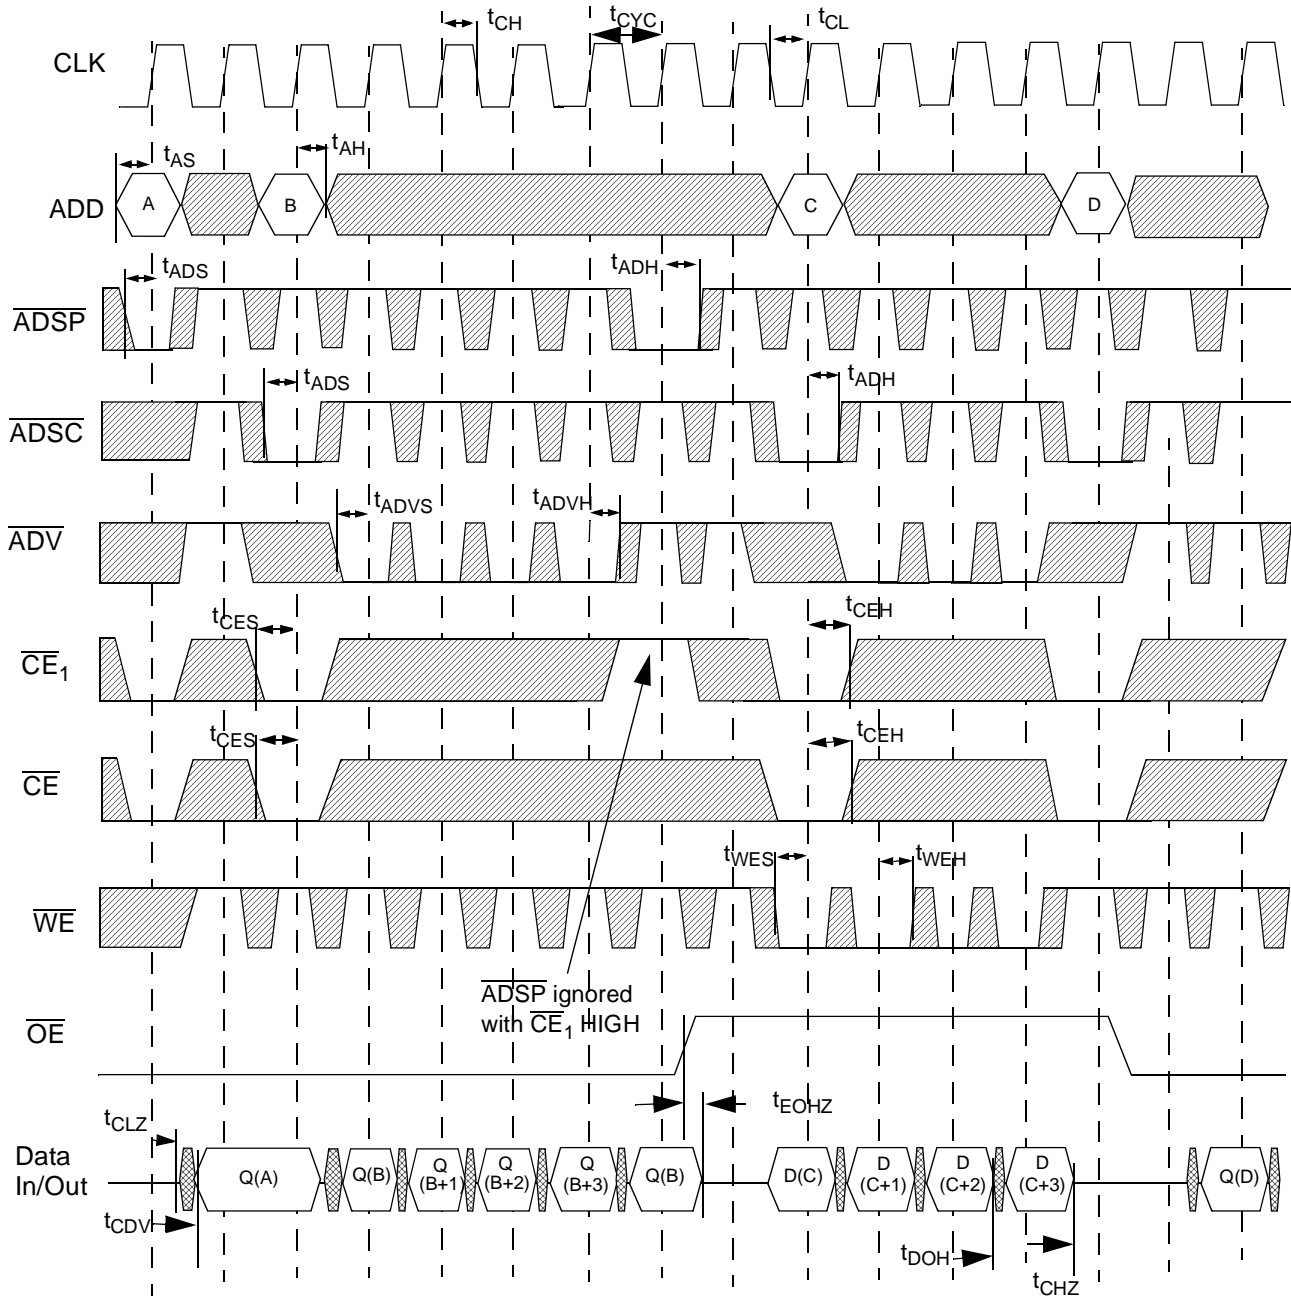 tCH
tCYC
tCL
CLK
tAS
tAH
ADD
A
B
C
D
tADS
tADH
ADSP
tADS
tADH
ADSC
tADVS
tADVH
ADV
tCES
tCEH
CE1
tCES
tCEH
CE
tWES
tWEH
WE
ADSP ignored
with CE1 HIGH
OE
tCLZ
tEOHZ
Data
In/Out
Q(A)
Q(B)
Q
(B+1)
Q
(B+2)
Q
(B+3)
Q(B)
D(C)
D
(C+1)
D
(C+2)
D
(C+3)
Q(D)
tCDV
tDOH
tCHZ